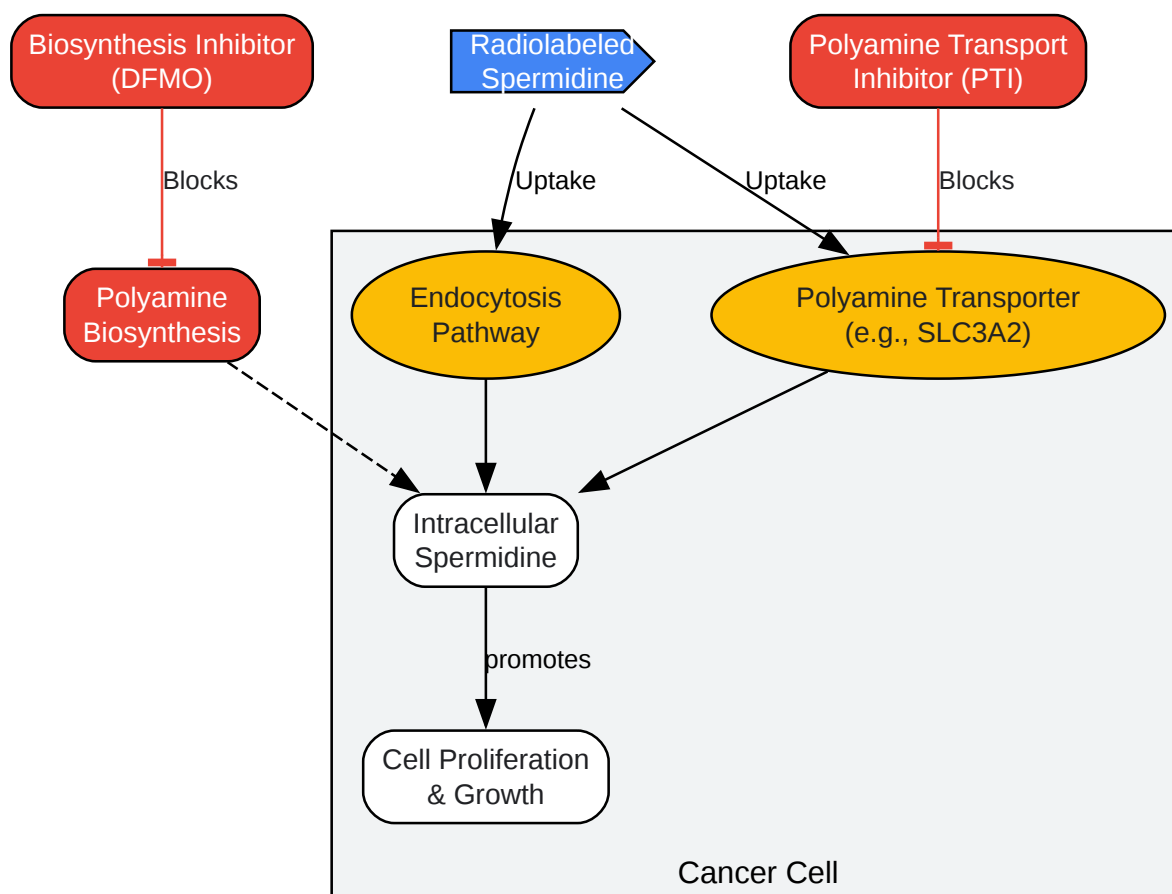 Biosynthesis Inhibitor
(DFMO)
Radiolabeled
Spermidine
Polyamine Transport
Inhibitor (PTI)
Blocks
Uptake
Uptake
Blocks
Polyamine
Biosynthesis
Endocytosis
Pathway
Polyamine Transporter
(e.g., SLC3A2)
Intracellular
Spermidine
promotes
Cell Proliferation
& Growth
Cancer Cell